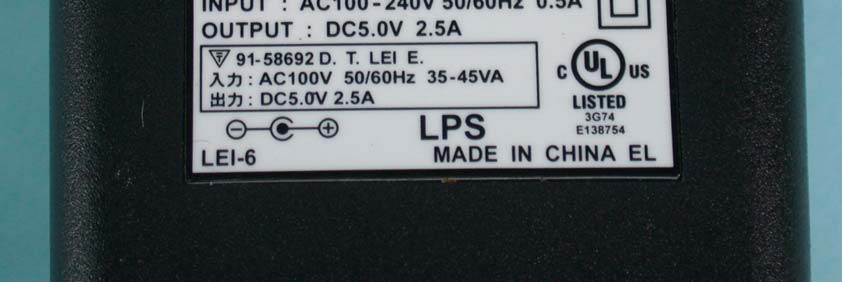 INPUT : AC100-240V 50/60Hz 0.5A
OUTPUT : DC5.0V 2.5A
T 91-58692 D. T. LEI E.
入力 : AC100V 50/60Hz 35-45VA
出力 : DC5.0V 2.5A
C UL US
LISTED
3G74
E138754
LPS
LEI-6
MADE IN CHINA EL